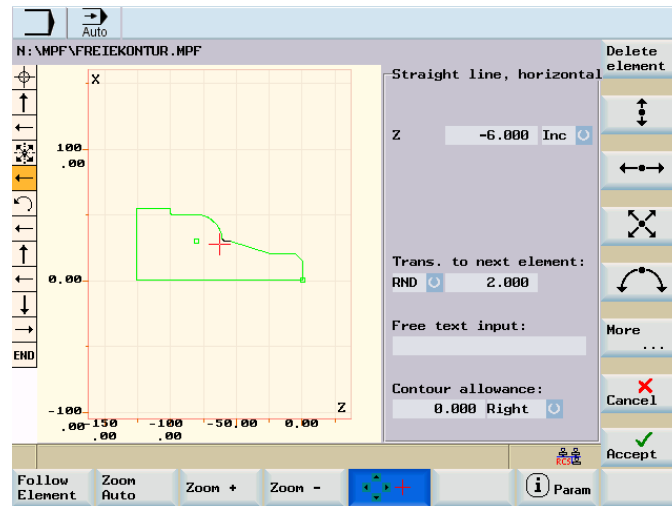 Auto
N:\MPF\FREIEKONTUR.MPF
Delete
element
X
Straight line, horizontal
Z -6.000 Inc
100
.00
Trans. to next element:
RND 2.000
0.00
Free text input:
More
...
END
Contour allowance:
0.000 Right
Cancel
Z
-100
.00
-150
.00
-100
.00
-50.00
0.00
RCS
Accept
Follow
Element
Zoom
Auto
Zoom +
Zoom -
i Param